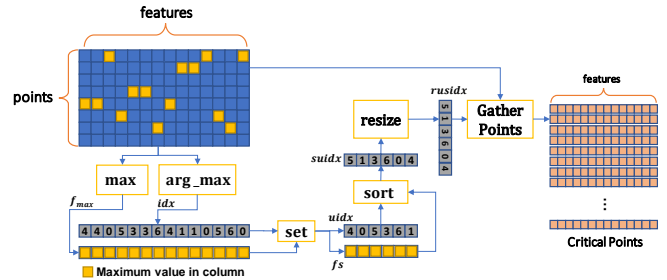 features
points
max
arg_max
f_max
idx
4 4 0 5 3 3 6 4 1 1 0 5 6 0
Maximum value in column
set
uidx
4 0 5 3 6 1
fs
sort
suidx
5 1 3 6 0 4
resize
rusidx
5 1 3 6 0 4
Gather
Points
features
...
Critical Points